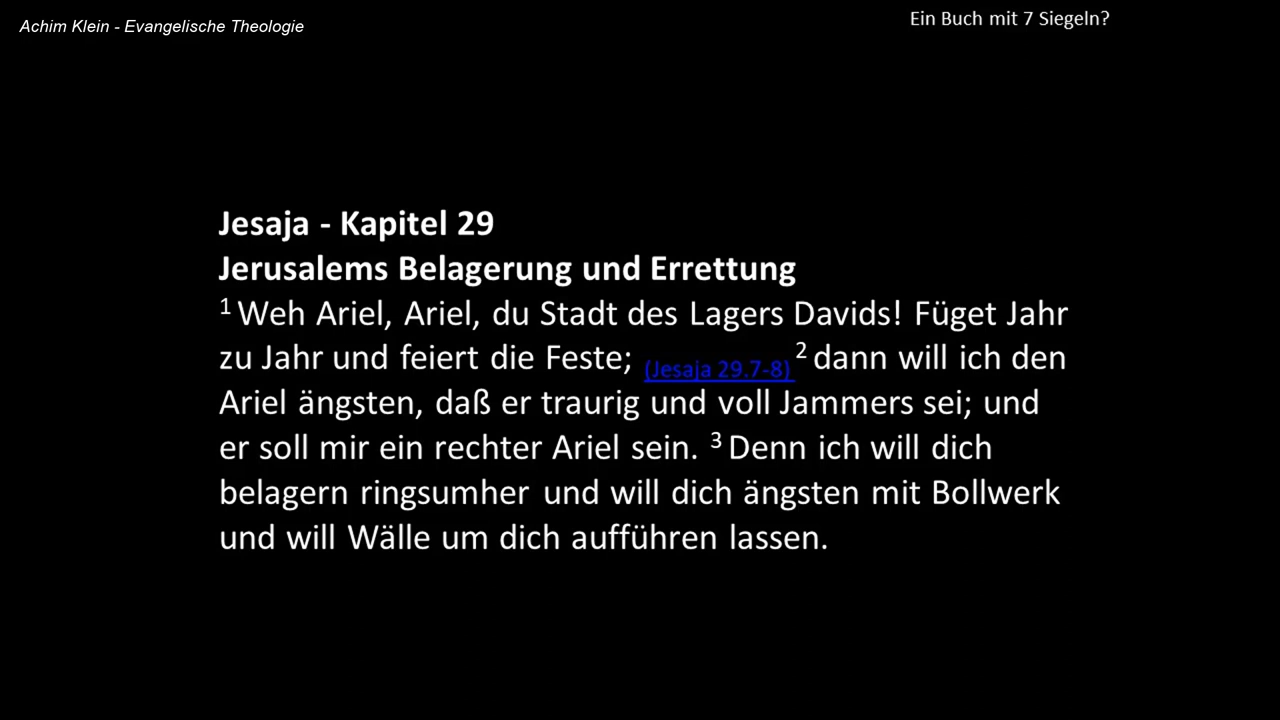 Achim Klein - Evangelische Theologie
Ein Buch mit 7 Siegeln?
Jesaja - Kapitel 29
Jerusalems Belagerung und Errettung
1 Weh Ariel, Ariel, du Stadt des Lagers Davids! Füget Jahr
zu Jahr und feiert die Feste; (Jesaja 29.7-8) 2 dann will ich den
Ariel ängsten, daß er traurig und voll Jammers sei; und
er soll mir ein rechter Ariel sein. 3 Denn ich will dich
belagern ringsumher und will dich ängsten mit Bollwerk
und will Wälle um dich aufführen lassen.